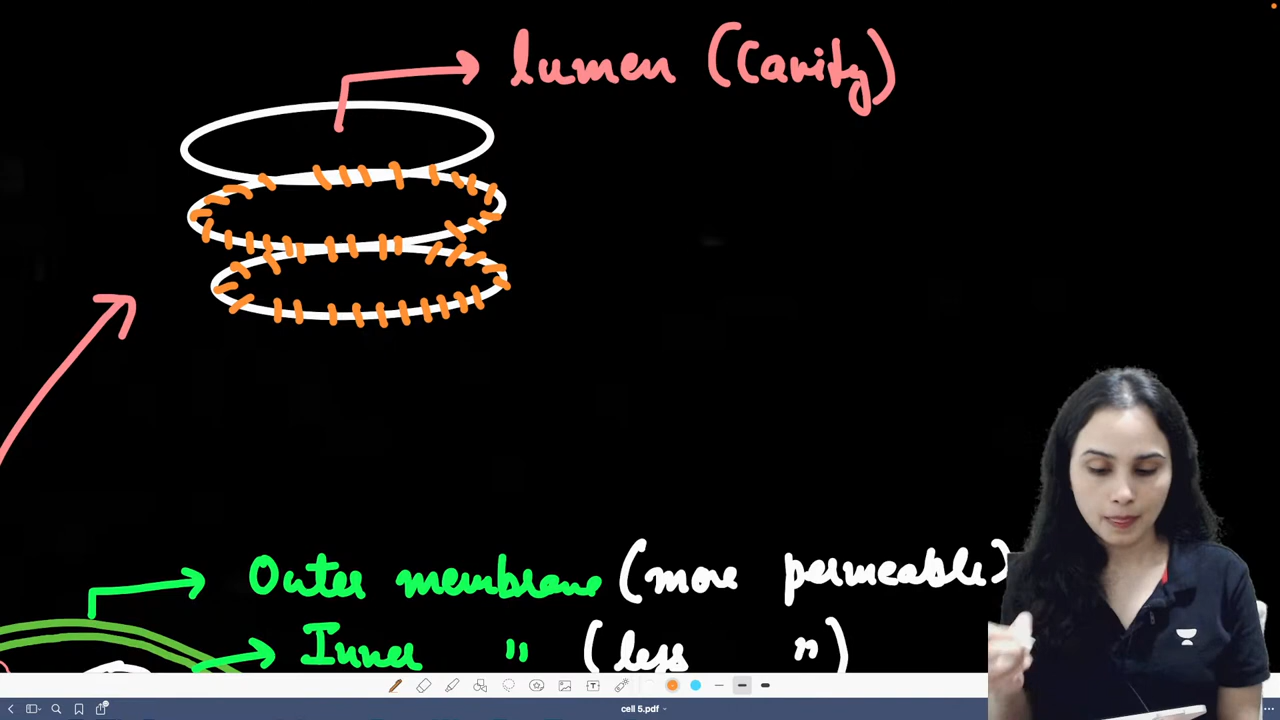 lumen (Cavity)
Outer membrane (more permeable)
Inner " (less ")
cell 5.pdf